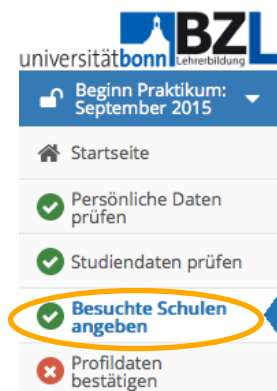 BZL
universitätbonn Lehrerbildung
Beginn Praktikum:
September 2015
Startseite
Persönliche Daten
prüfen
Studiendaten prüfen
Besuchte Schulen
angeben
Profildaten
bestätigen